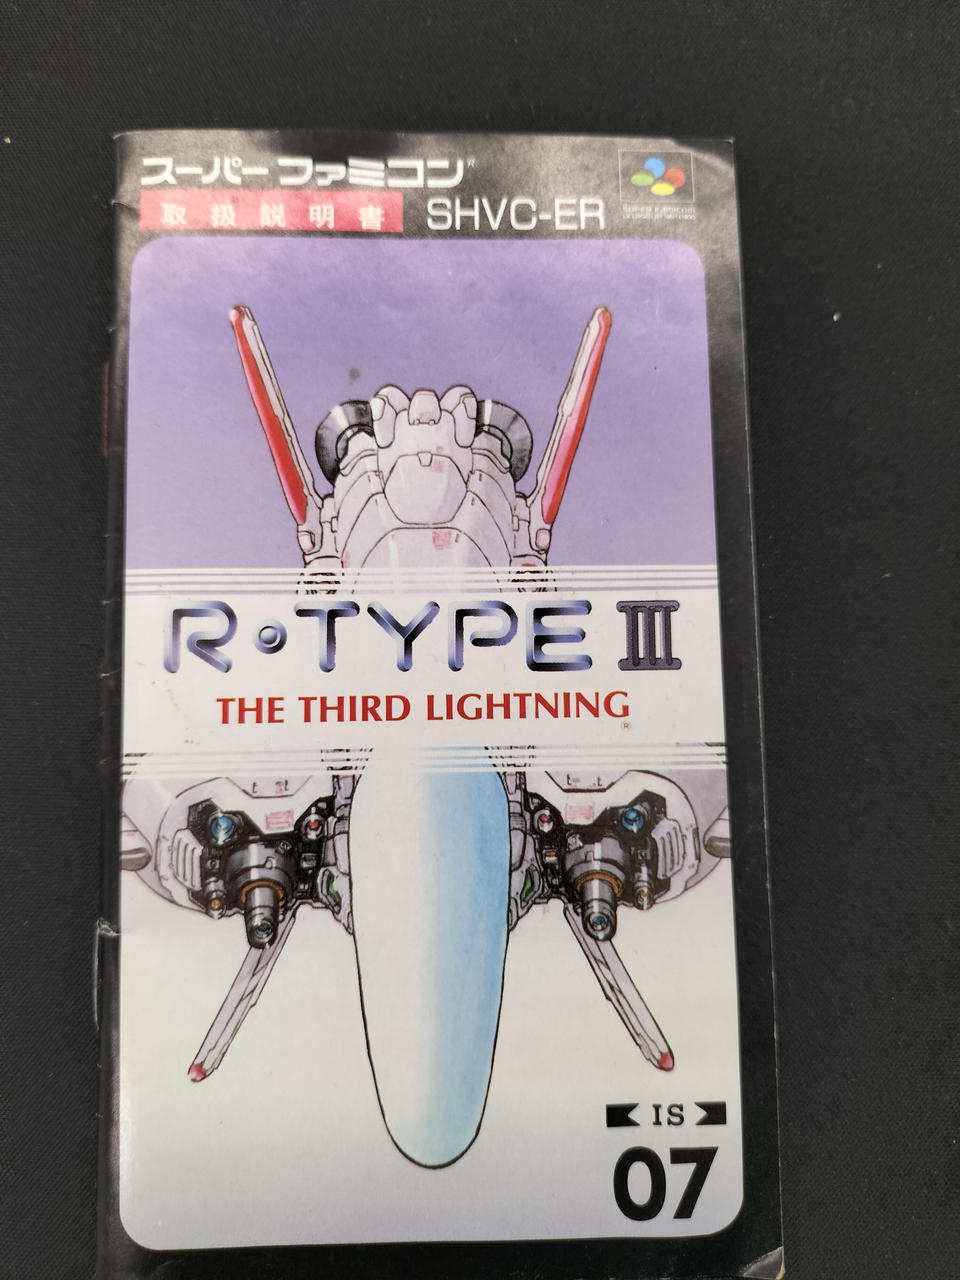 スーパーファミコン®
取扱説明書
SHVC-ER
R・TYPE III
THE THIRD LIGHTNING®
IS
07